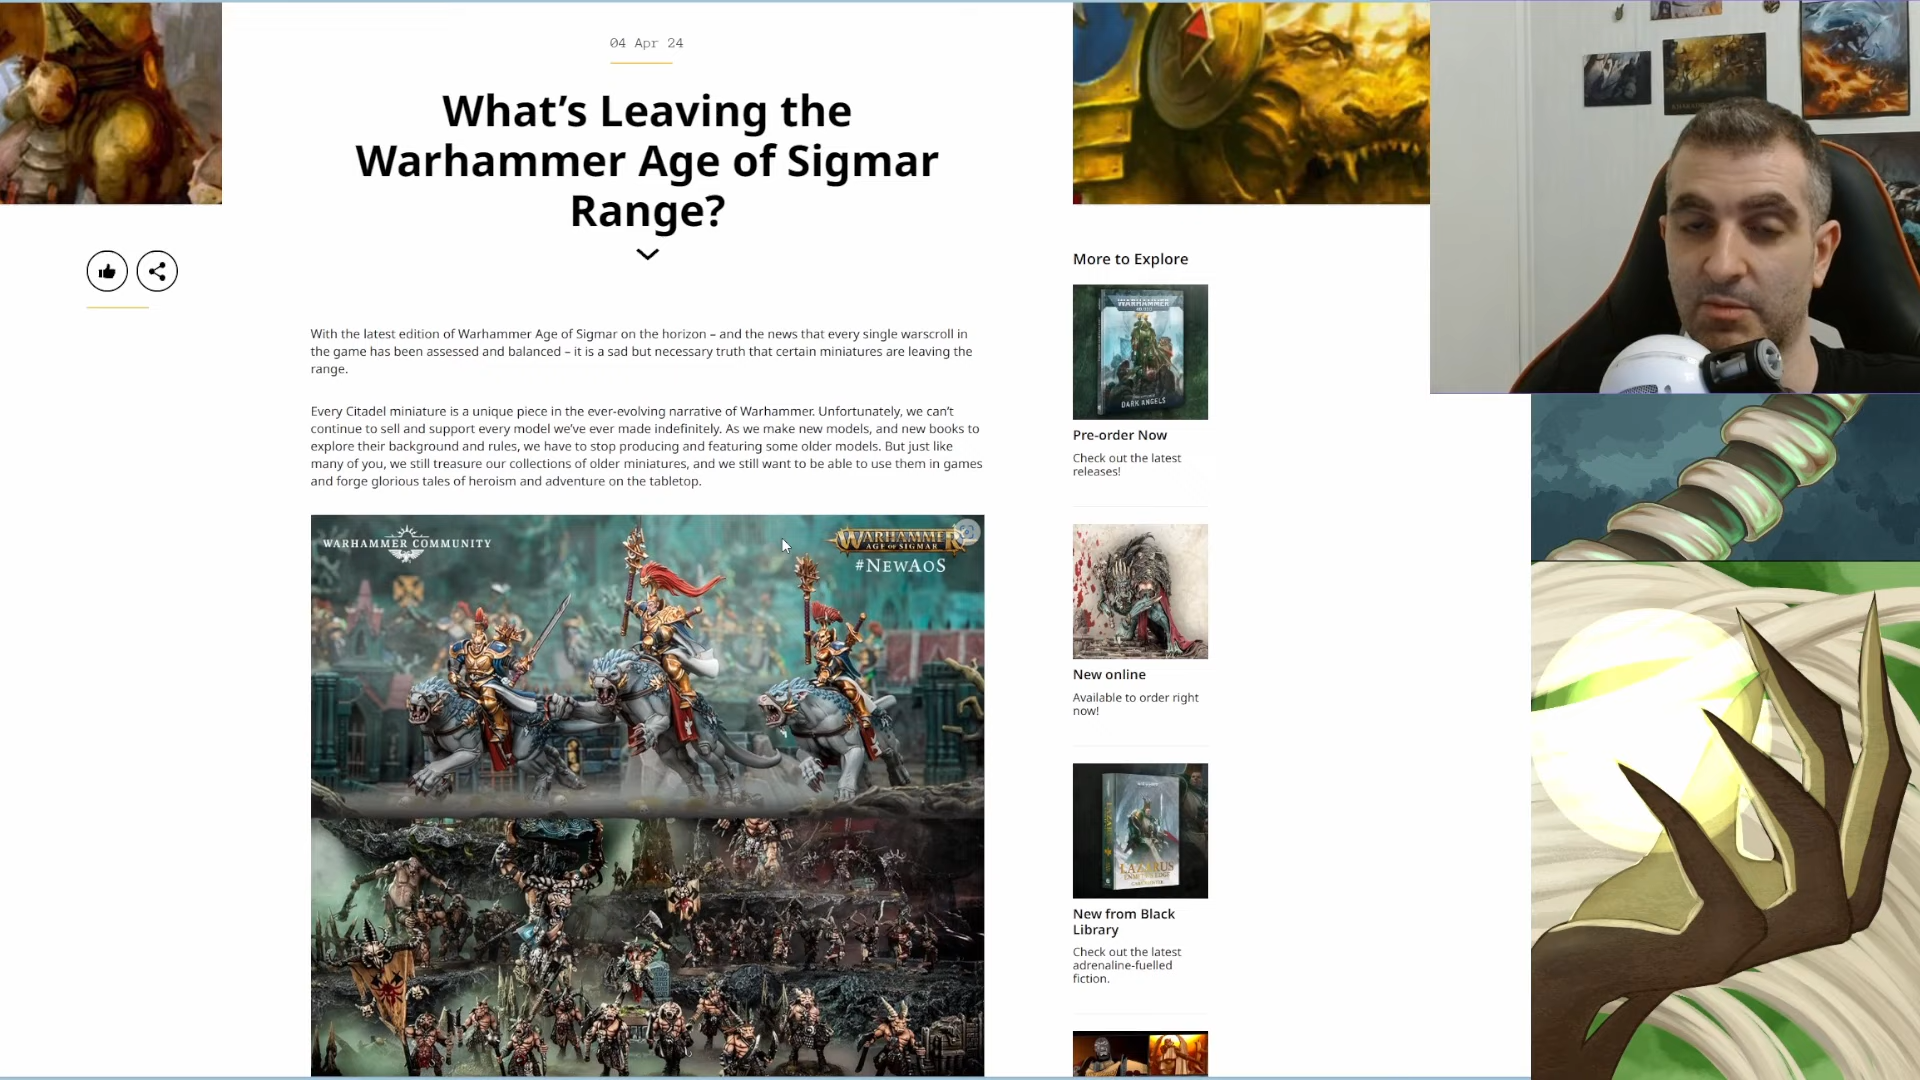 04 Apr 24
What’s Leaving the
Warhammer Age of Sigmar
Range?
With the latest edition of Warhammer Age of Sigmar on the horizon – and the news that every single warscroll in
the game has been assessed and balanced – it is a sad but necessary truth that certain miniatures are leaving the
range.
Every Citadel miniature is a unique piece in the ever-evolving narrative of Warhammer. Unfortunately, we can’t
continue to sell and support every model we’ve ever made indefinitely. As we make new models, and new books to
explore their background and rules, we have to stop producing and featuring some older models. But just like
many of you, we still treasure our collections of older miniatures, and we still want to be able to use them in games
and forge glorious tales of heroism and adventure on the tabletop.
WARHAMMER COMMUNITY
WARHAMMER
AGE OF SIGMAR
#NEWAOS
More to Explore
WARHAMMER
DARK ANGELS
Pre-order Now
Check out the latest
releases!
New online
Available to order right
now!
LAZARUS
New from Black
Library
Check out the latest
adrenaline-fuelled
fiction.